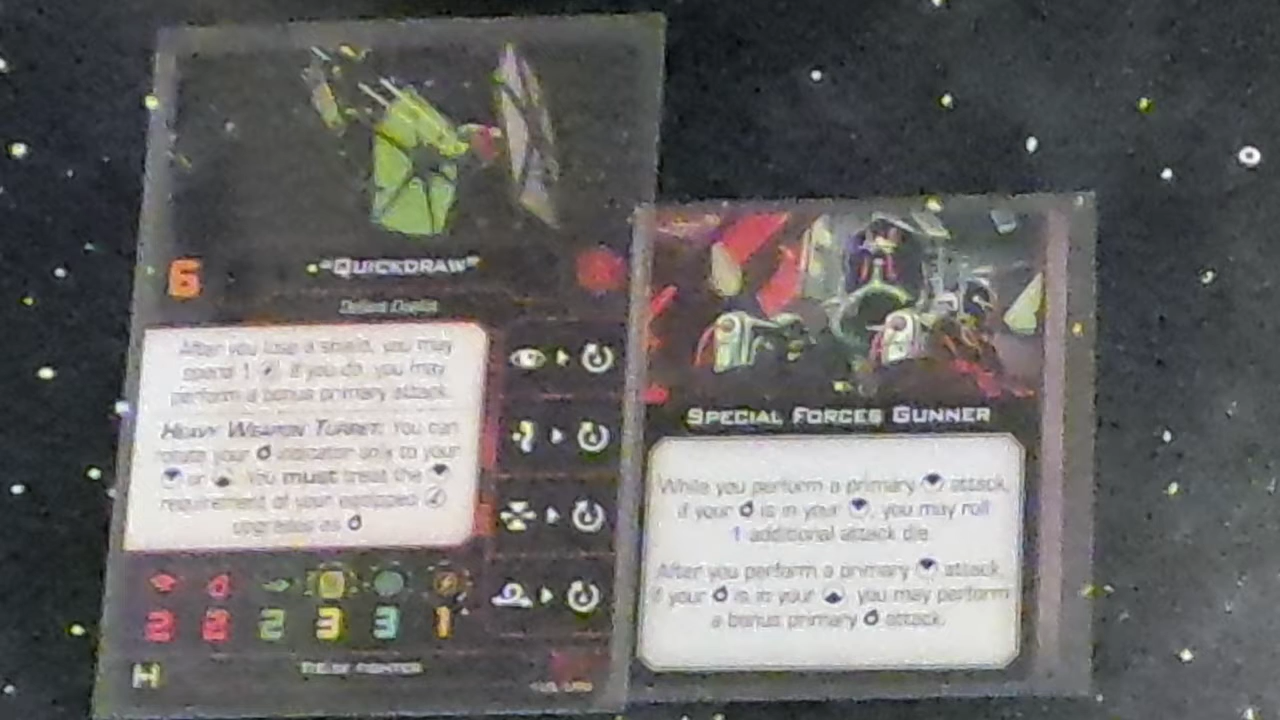 6
"Quickdraw"
Defiant Duelist
After you lose a shield, you may
spend 1 . If you do, you may
perform a bonus primary attack.
Heavy Weapon Turret: You can
rotate your indicator only to your
or . You must treat the
requirement of your equipped
upgrades as
2 2 2 3 3 1
TIE/sf Fighter
Special Forces Gunner
While you perform a primary attack,
if your is in your , you may roll
1 additional attack die.
After you perform a primary attack,
if your is in your , you may perform
a bonus primary attack.